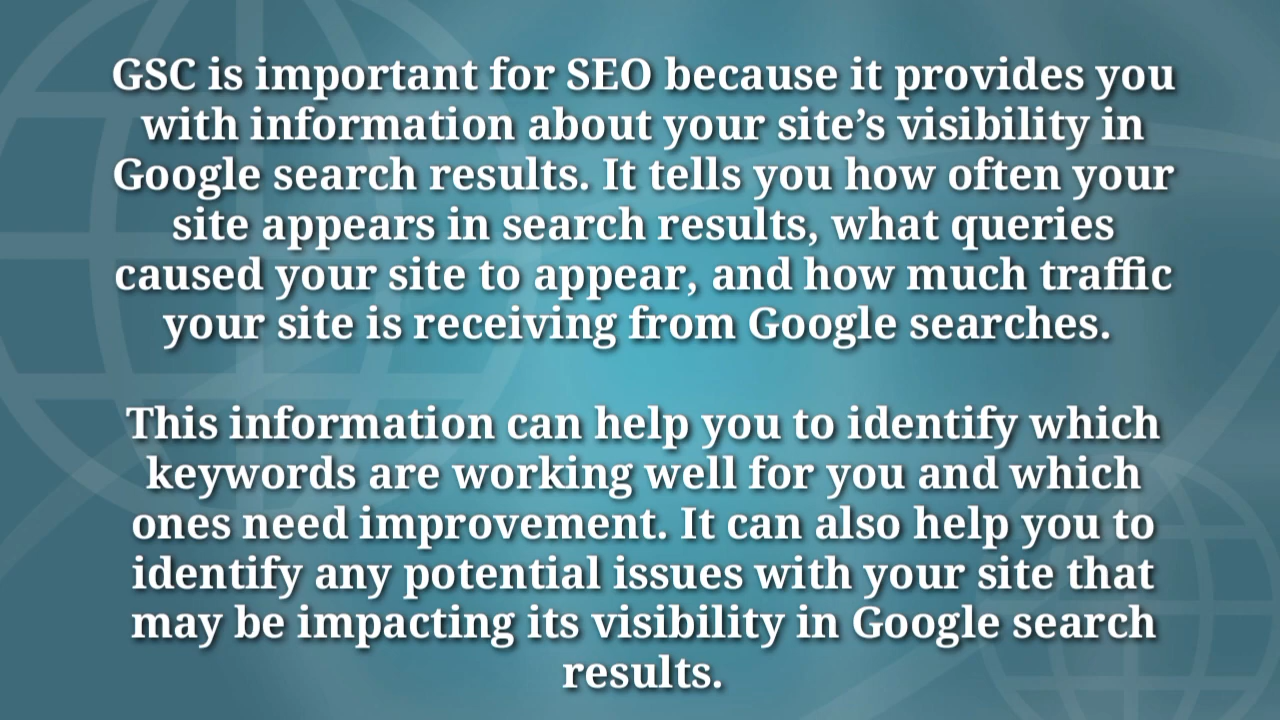 GSC is important for SEO because it provides you
with information about your site’s visibility in
Google search results. It tells you how often your
site appears in search results, what queries
caused your site to appear, and how much traffic
your site is receiving from Google searches.
This information can help you to identify which
keywords are working well for you and which
ones need improvement. It can also help you to
identify any potential issues with your site that
may be impacting its visibility in Google search
results.